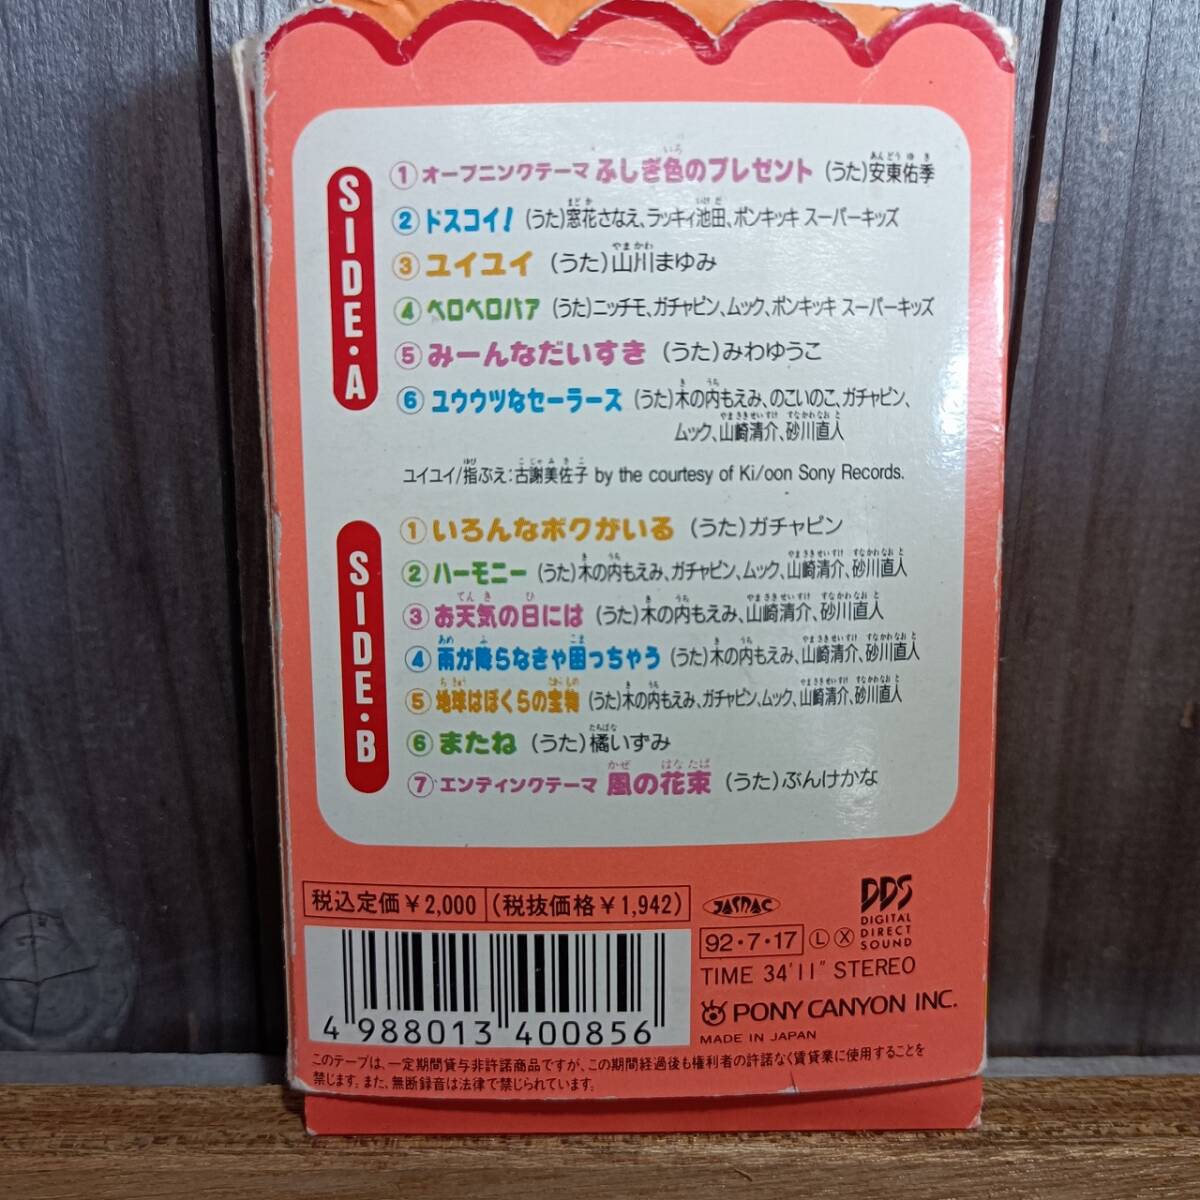 SIDE・A
①オープニングテーマ ふしぎ色のプレゼント (うた)安東佑季
②ドスコイ! (うた)窓花さなえ、ラッキィ池田、ポンキッキ スーパーキッズ
③ユイユイ (うた)山川まゆみ
④ベロベロバァ (うた)ニッチモ、ガチャピン、ムック、ポンキッキ スーパーキッズ
⑤みーんなだいすき (うた)みわゆうこ
⑥ユウウツなセーラーズ (うた)木の内もえみ、のこいのこ、ガチャピン、
ムック、山崎清介、砂川直人
ユイユイ/指ぶえ:古謝美佐子 by the courtesy of Ki/oon Sony Records.
SIDE・B
①いろんなボクがいる (うた)ガチャピン
②ハーモニー (うた)木の内もえみ、ガチャピン、ムック、山崎清介、砂川直人
③お天気の日には (うた)木の内もえみ、山崎清介、砂川直人
④雨が降らなきゃ困っちゃう (うた)木の内もえみ、山崎清介、砂川直人
⑤地球はぼくらの宝物 (うた)木の内もえみ、ガチャピン、ムック、山崎清介、砂川直人
⑥またね (うた)橘いずみ
⑦エンディングテーマ 風の花束 (うた)ぶんけかな
税込定価¥2,000 (税抜価格¥1,942)
JASRAC
DDS
DIGITAL
DIRECT
SOUND
92・7・17 Ⓛ Ⓧ
TIME 34'11" STEREO
PONY CANYON INC.
MADE IN JAPAN
4 988013 400856
このテープは、一定期間貸与非許諾商品ですが、この期間経過後も権利者の許諾なく賃貸業に使用することを
禁じます。また、無断録音は法律で禁じられています。